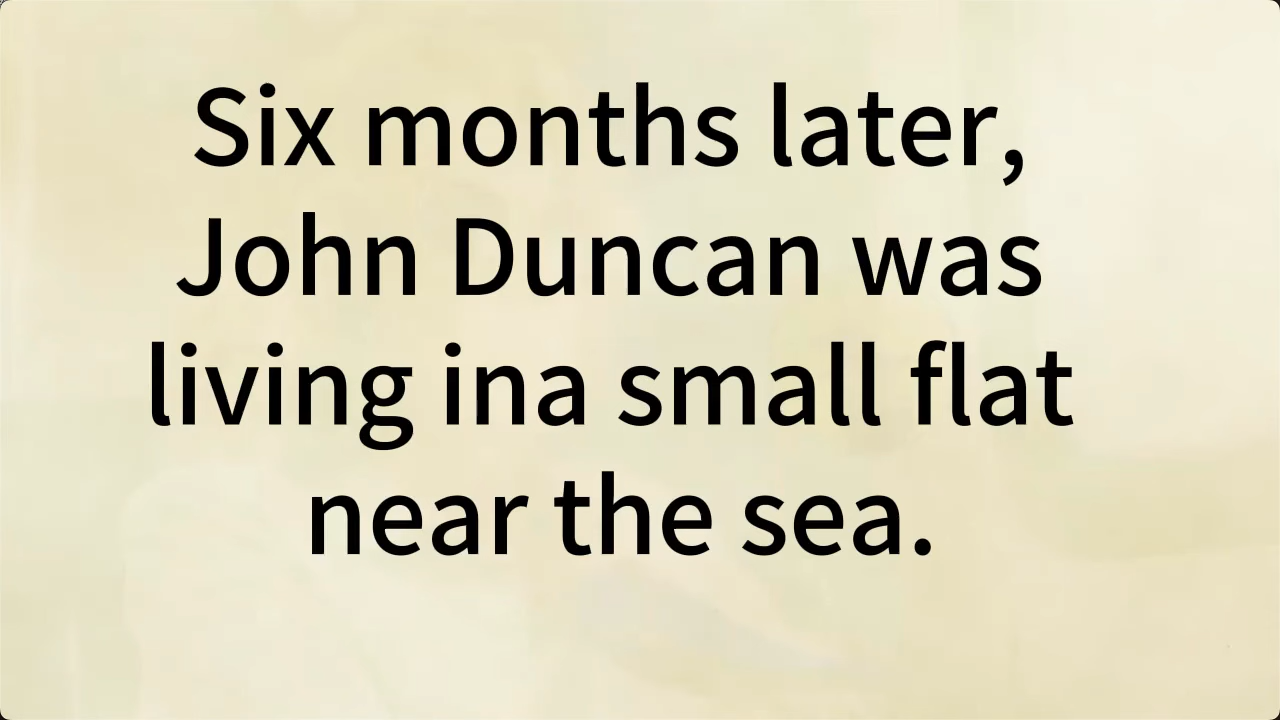 Six months later,
John Duncan was
living ina small flat
near the sea.